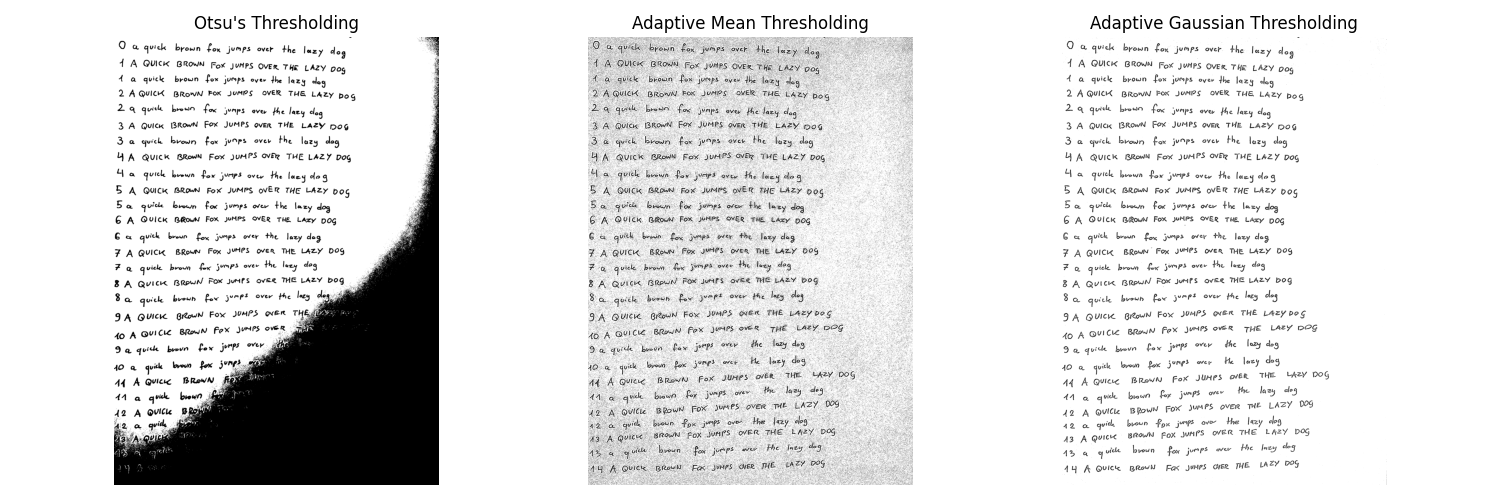 Otsu's Thresholding
0 a quick brown fox jumps over the lazy dog
1 A QUICK BROWN FOX JUMPS OVER THE LAZY DOG
1 a quick brown fox jumps over the lazy dog
2 A QUICK BROWN FOX JUMPS OVER THE LAZY DOG
2 a quick brown fox jumps over the lazy dog
3 A QUICK BROWN FOX JUMPS OVER THE LAZY DOG
3 a quick brown fox jumps over the lazy dog
4 A QUICK BROWN FOX JUMPS OVER THE LAZY DOG
4 a quick brown fox jumps over the lazy dog
5 A QUICK BROWN FOX JUMPS OVER THE LAZY DOG
5 a quick brown fox jumps over the lazy dog
6 A QUICK BROWN FOX JUMPS OVER THE LAZY DOG
6 a quick brown fox jumps over the lazy dog
7 A QUICK BROWN FOX JUMPS OVER THE LAZY DOG
7 a quick brown fox jumps over the lazy dog
8 A QUICK BROWN FOX JUMPS OVER THE LAZY DOG
8 a quick brown fox jumps over the lazy dog
9 A QUICK BROWN FOX JUMPS OVER THE
10 A QUICK BROWN FOX JUMPS OVER
9 a quick brown fox jumps over
10 a quick brown fox jumps
11 A QUICK BROWN FOX
11 a quick brown
12 A QUICK
12 a quick
13 A QUICK
13
14
Adaptive Mean Thresholding
0 a quick brown fox jumps over the lazy dog
1 A QUICK BROWN FOX JUMPS OVER THE LAZY DOG
1 a quick brown fox jumps over the lazy dog
2 A QUICK BROWN FOX JUMPS OVER THE LAZY DOG
2 a quick brown fox jumps over the lazy dog
3 A QUICK BROWN FOX JUMPS OVER THE LAZY DOG
3 a quick brown fox jumps over the lazy dog
4 A QUICK BROWN FOX JUMPS OVER THE LAZY DOG
4 a quick brown fox jumps over the lazy dog
5 A QUICK BROWN FOX JUMPS OVER THE LAZY DOG
5 a quick brown fox jumps over the lazy dog
6 A QUICK BROWN FOX JUMPS OVER THE LAZY DOG
6 a quick brown fox jumps over the lazy dog
7 A QUICK BROWN FOX JUMPS OVER THE LAZY DOG
7 a quick brown fox jumps over the lazy dog
8 A QUICK BROWN FOX JUMPS OVER THE LAZY DOG
8 a quick brown fox jumps over the lazy dog
9 A QUICK BROWN FOX JUMPS OVER THE LAZY DOG
10 A QUICK BROWN FOX JUMPS OVER THE LAZY DOG
9 a quick brown fox jumps over the lazy dog
10 a quick brown fox jumps over the lazy dog
11 A QUICK BROWN FOX JUMPS OVER THE LAZY DOG
11 a quick brown fox jumps over the lazy dog
12 A QUICK BROWN FOX JUMPS OVER THE LAZY DOG
12 a quick brown fox jumps over the lazy dog
13 A QUICK BROWN FOX JUMPS OVER THE LAZY DOG
13 a quick brown fox jumps over the lazy dog
14 A QUICK BROWN FOX JUMPS OVER THE LAZY DOG
Adaptive Gaussian Thresholding
0 a quick brown fox jumps over the lazy dog
1 A QUICK BROWN FOX JUMPS OVER THE LAZY DOG
1 a quick brown fox jumps over the lazy dog
2 A QUICK BROWN FOX JUMPS OVER THE LAZY DOG
2 a quick brown fox jumps over the lazy dog
3 A QUICK BROWN FOX JUMPS OVER THE LAZY DOG
3 a quick brown fox jumps over the lazy dog
4 A QUICK BROWN FOX JUMPS OVER THE LAZY DOG
4 a quick brown fox jumps over the lazy dog
5 A QUICK BROWN FOX JUMPS OVER THE LAZY DOG
5 a quick brown fox jumps over the lazy dog
6 A QUICK BROWN FOX JUMPS OVER THE LAZY DOG
6 a quick brown fox jumps over the lazy dog
7 A QUICK BROWN FOX JUMPS OVER THE LAZY DOG
7 a quick brown fox jumps over the lazy dog
8 A QUICK BROWN FOX JUMPS OVER THE LAZY DOG
8 a quick brown fox jumps over the lazy dog
9 A QUICK BROWN FOX JUMPS OVER THE LAZY DOG
10 A QUICK BROWN FOX JUMPS OVER THE LAZY DOG
9 a quick brown fox jumps over the lazy dog
10 a quick brown fox jumps over the lazy dog
11 A QUICK BROWN FOX JUMPS OVER THE LAZY DOG
11 a quick brown fox jumps over the lazy dog
12 A QUICK BROWN FOX JUMPS OVER THE LAZY DOG
12 a quick brown fox jumps over the lazy dog
13 A QUICK BROWN FOX JUMPS OVER THE LAZY DOG
13 a quick brown fox jumps over the lazy dog
14 A QUICK BROWN FOX JUMPS OVER THE LAZY DOG